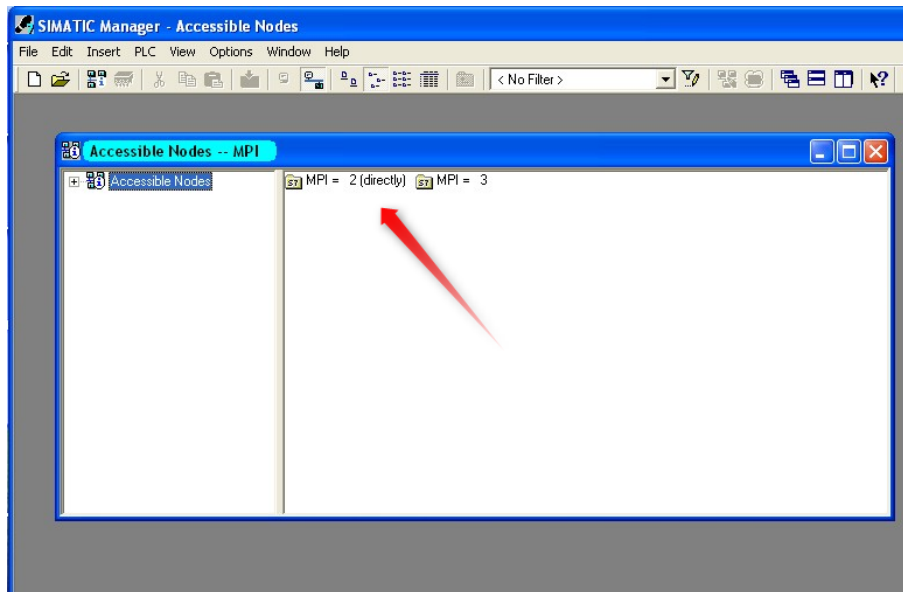 SIMATIC Manager - Accessible Nodes
File Edit Insert PLC View Options Window Help
< No Filter >
Accessible Nodes -- MPI
Accessible Nodes
MPI = 2 (directly)
MPI = 3